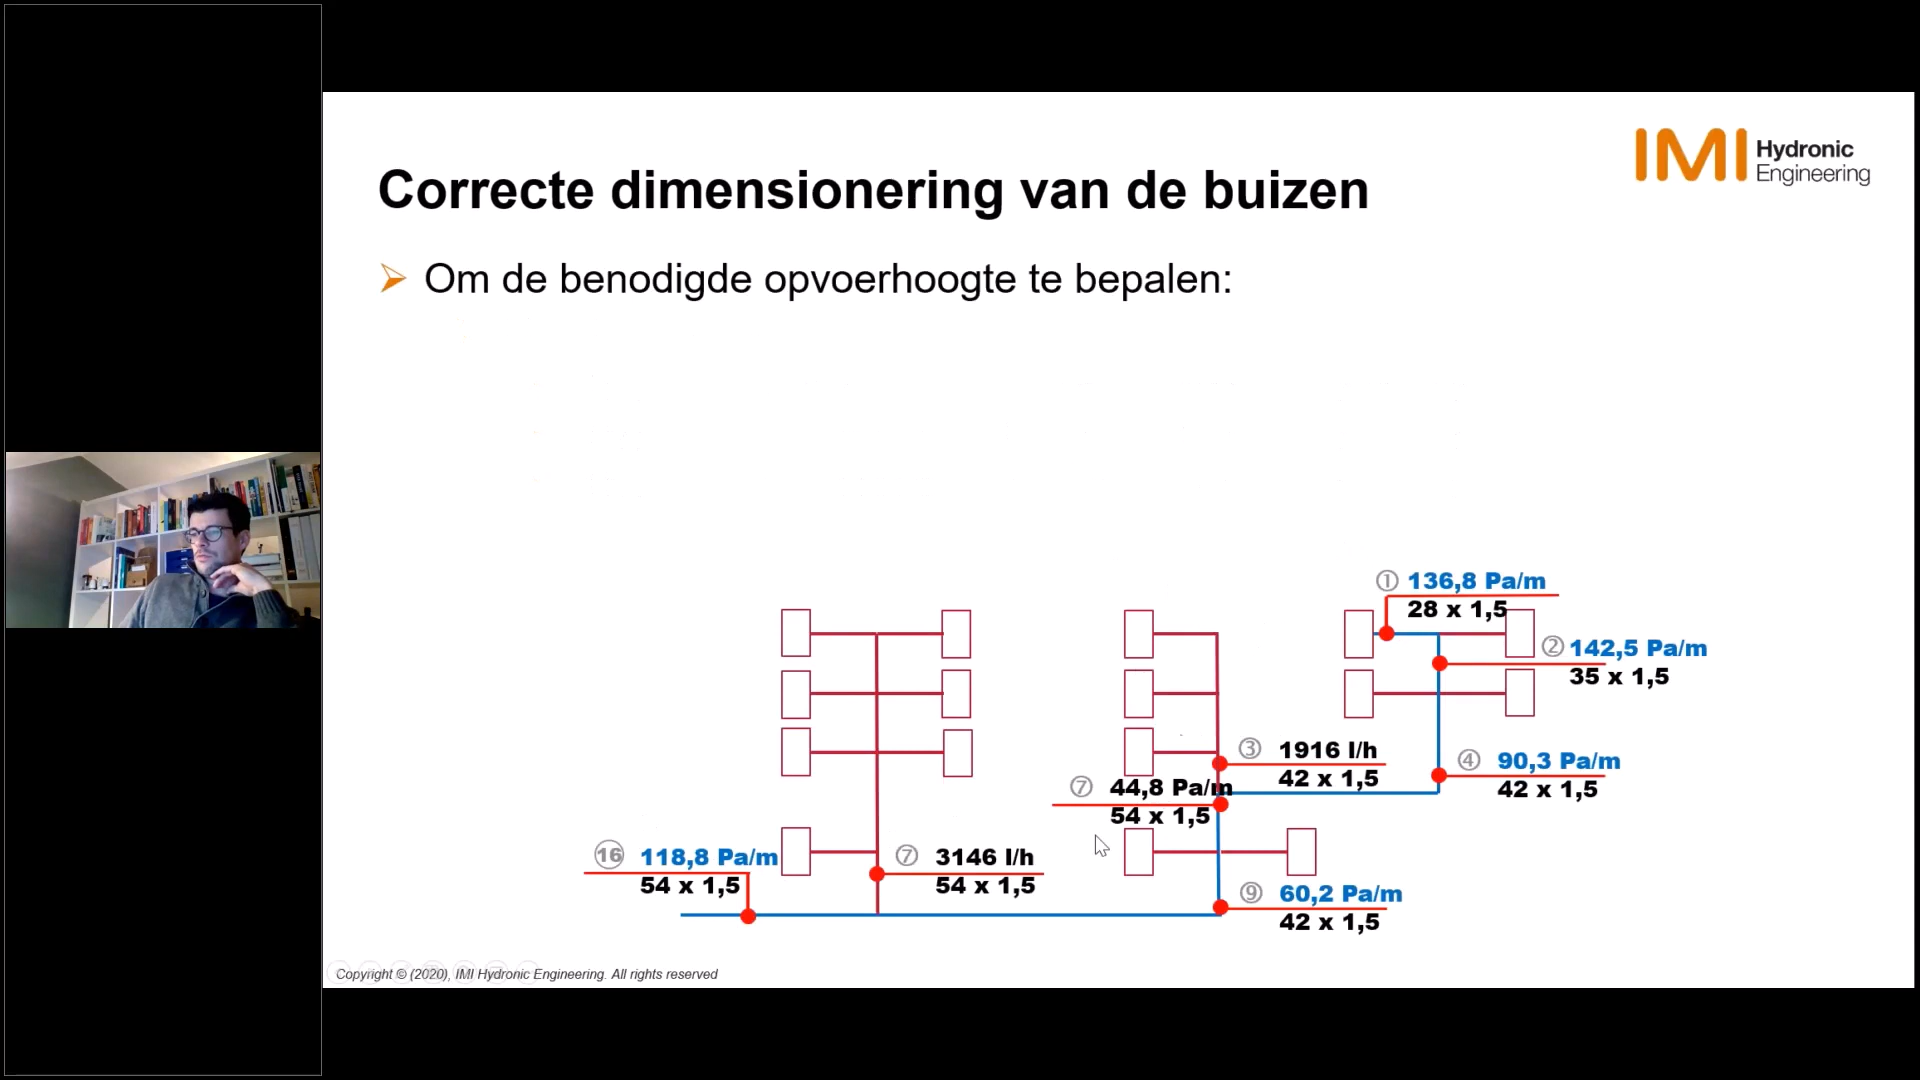 IMI Hydronic
Engineering
Correcte dimensionering van de buizen
Om de benodigde opvoerhoogte te bepalen:
① 136,8 Pa/m
28 x 1,5
② 142,5 Pa/m
35 x 1,5
③ 1916 l/h
42 x 1,5
④ 90,3 Pa/m
42 x 1,5
⑦ 44,8 Pa/m
54 x 1,5
⑯ 118,8 Pa/m
54 x 1,5
⑦ 3146 l/h
54 x 1,5
⑨ 60,2 Pa/m
42 x 1,5
Copyright © (2020), IMI Hydronic Engineering. All rights reserved